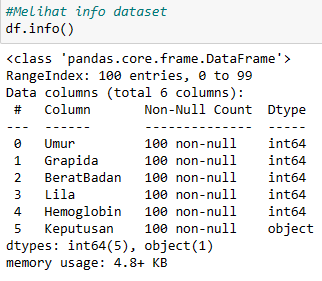 #Melihat info dataset
df.info()
<class 'pandas.core.frame.DataFrame'>
RangeIndex: 100 entries, 0 to 99
Data columns (total 6 columns):
 #   Column       Non-Null Count  Dtype
---  ------       --------------  -----
 0   Umur         100 non-null    int64
 1   Grapida      100 non-null    int64
 2   BeratBadan   100 non-null    int64
 3   Lila         100 non-null    int64
 4   Hemoglobin   100 non-null    int64
 5   Keputusan    100 non-null    object
dtypes: int64(5), object(1)
memory usage: 4.8+ KB